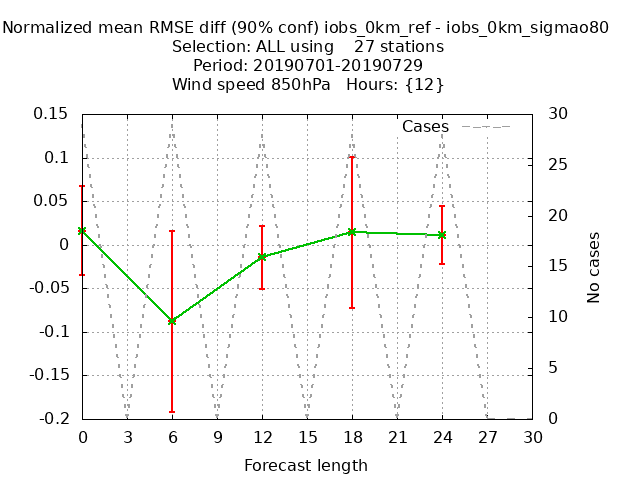 Normalized mean RMSE diff (90% conf) iobs_0km_ref - iobs_0km_sigmao80
Selection: ALL using    27 stations
Period: 20190701-20190729
Wind speed 850hPa   Hours: {12}
Cases
0.15
0.1
0.05
0
-0.05
-0.1
-0.15
-0.2
30
25
20
15
10
5
0
No cases
0 3 6 9 12 15 18 21 24 27 30
Forecast length